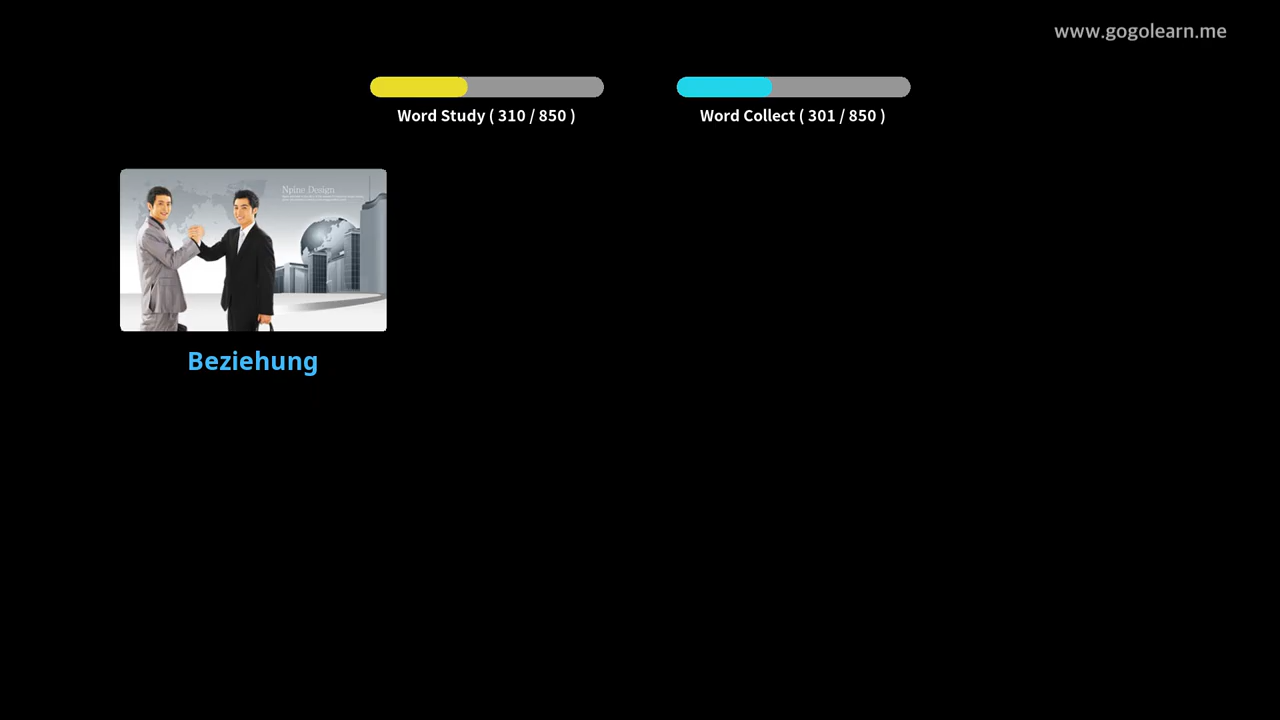 www.gogolearn.me
Word Study ( 310 / 850 )
Word Collect ( 301 / 850 )
Npine Design
Beziehung